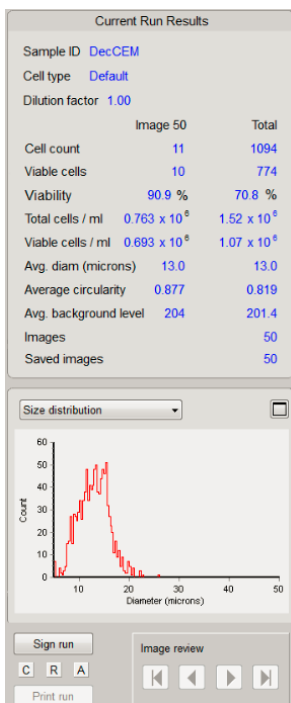 Current Run Results
Sample ID DecCEM
Cell type Default
Dilution factor 1.00
Image 50 Total
Cell count 11 1094
Viable cells 10 774
Viability 90.9 % 70.8 %
Total cells / ml 0.763 x 10⁶ 1.52 x 10⁶
Viable cells / ml 0.693 x 10⁶ 1.07 x 10⁶
Avg. diam (microns) 13.0 13.0
Average circularity 0.877 0.819
Avg. background level 204 201.4
Images 50
Saved images 50
Size distribution
60
50
40
30
20
10
0
Count
10 20 30 40 50
Diameter (microns)
Sign run
Image review
C R A
Print run